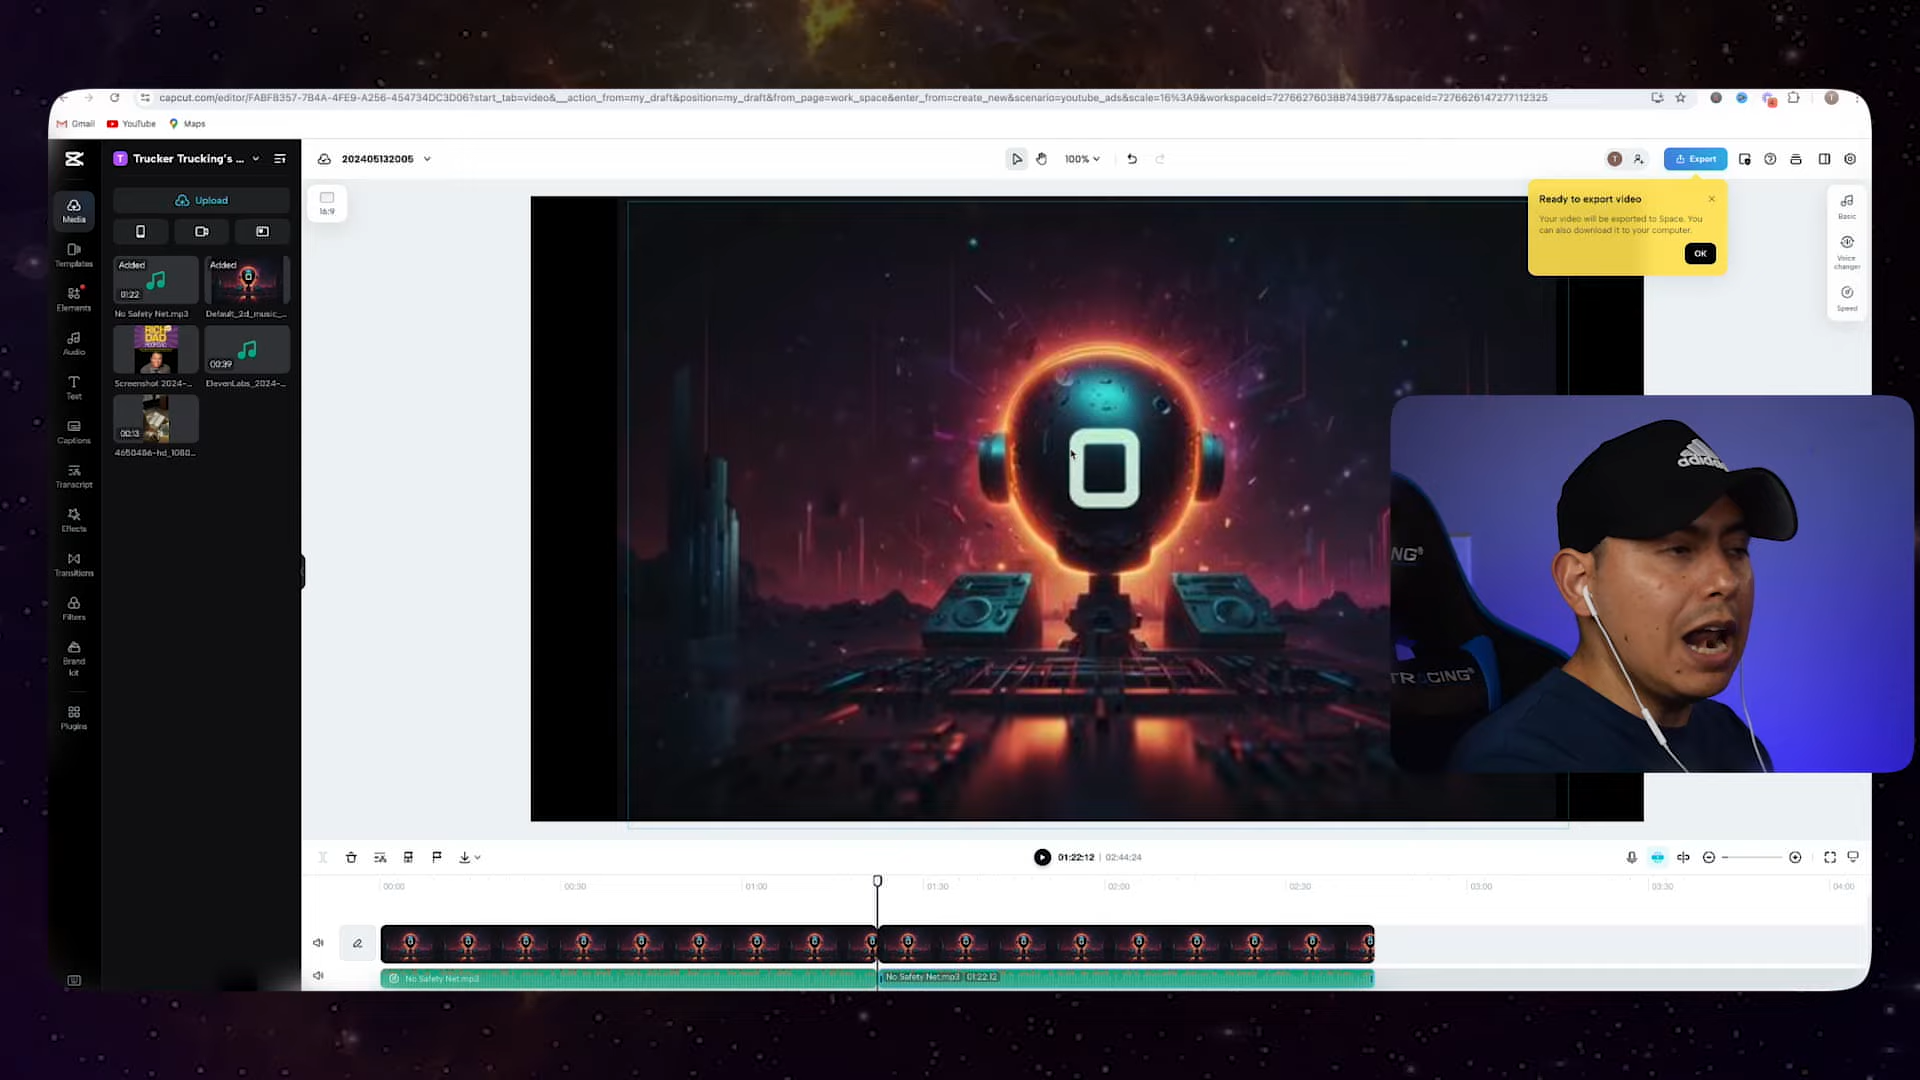 capcut.com/editor/FABF8357-7B4A-4FE9-A256-454734DC3D06?start_tab=video&__action_from=my_draft&position=my_draft&from_page=work_space&enter_from=create_new&scenario=youtube_ads&scale=16%3A9&workspaceId=7276627603887439877&spaceId=7276626147277112325
Gmail YouTube Maps
T Trucker Trucking's ...
202405132005
100%
T
Export
Upload
16:9
Media
Templates
Elements
Audio
Text
Captions
Transcript
Effects
Transitions
Filters
Brand
kit
Plugins
Added
01:22
No Safety Net.mp3
Added
Default_2d_music_...
RICH
DAD
Screenshot 2024-...
00:39
ElevenLabs_2024-...
00:13
4650486-hd_1080...
Ready to export video
Your video will be exported to Space. You
can also download it to your computer.
OK
Basic
Voice
changer
Speed
adidas
NG
TRACING
01:22:12 | 02:44:24
00:00 00:30 01:00 01:30 02:00 02:30 03:00 03:30 04:00
No Safety Net.mp3
No Safety Net.mp3 01:22:12